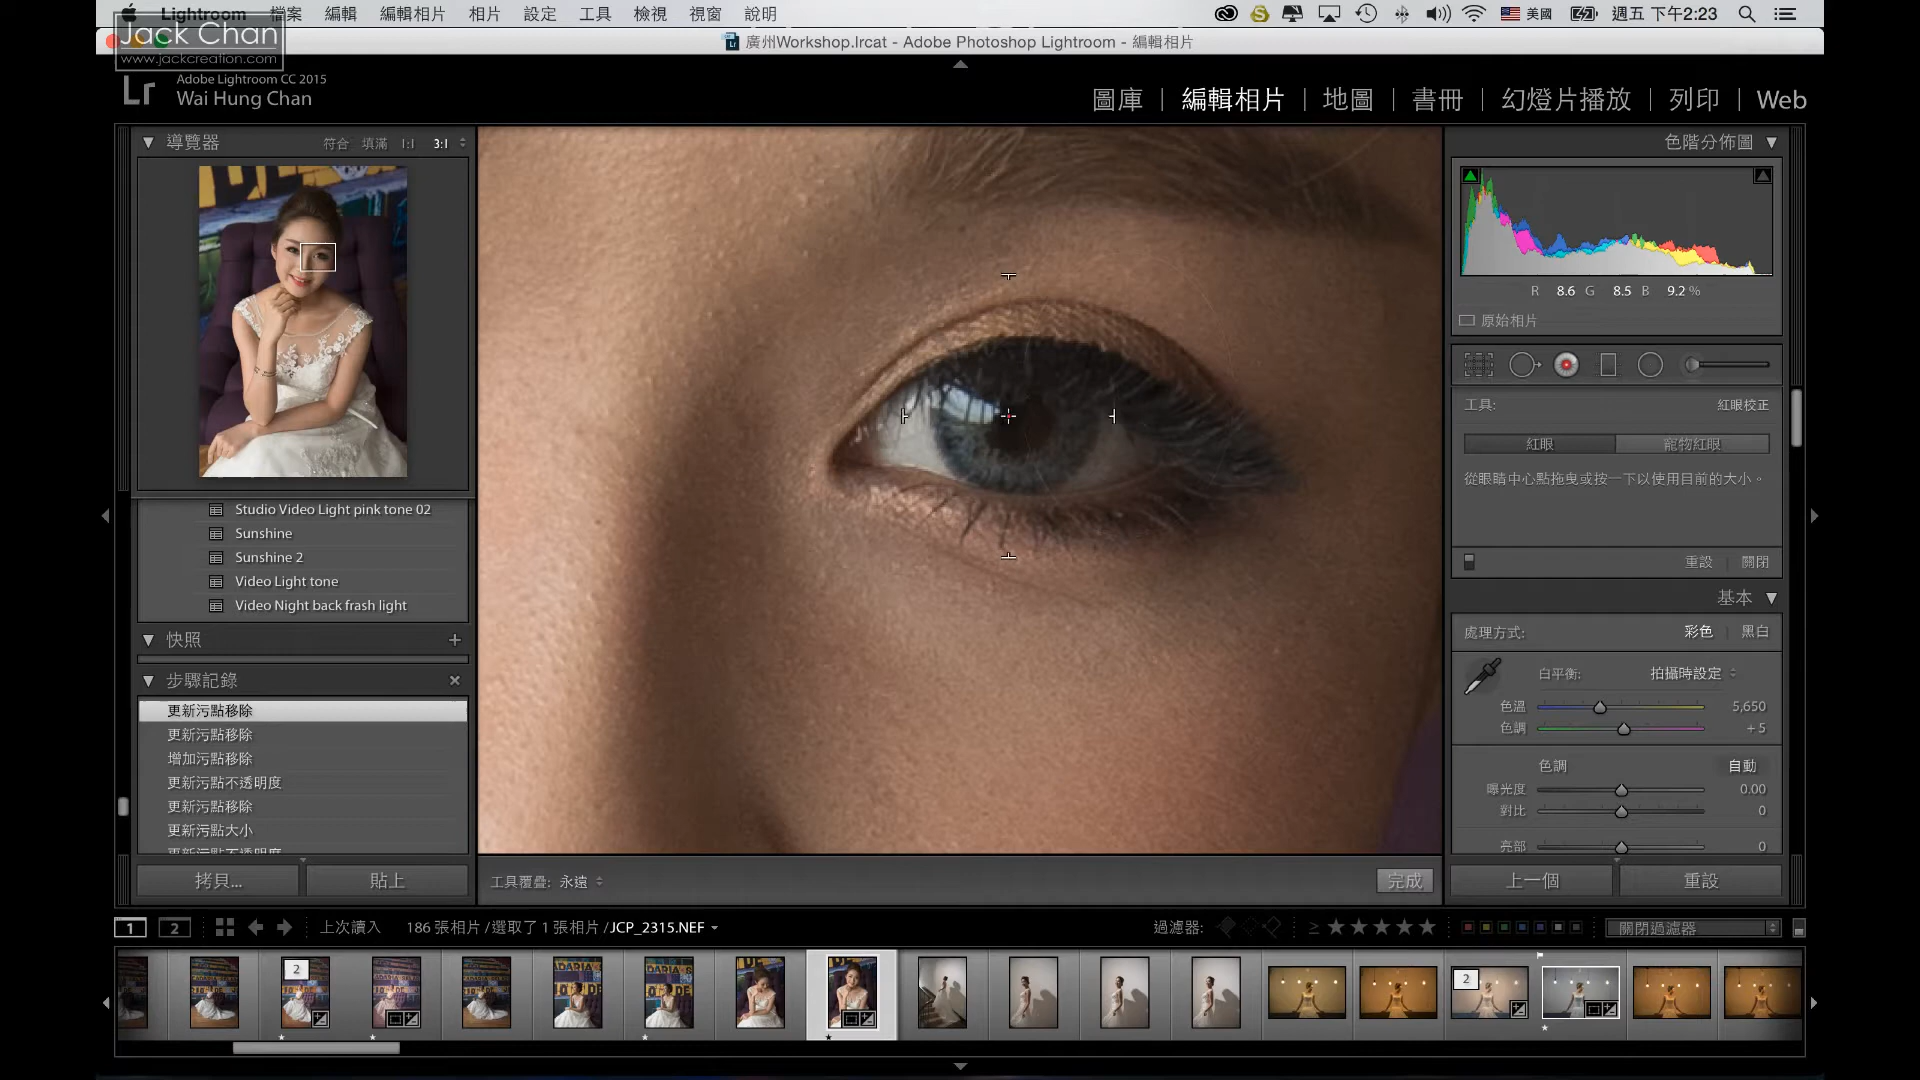 Lightroom 檔案 編輯 編輯相片 相片 設定 工具 檢視 視窗 說明
美國 週五 下午2:23
Jack Chan
www.jackcreation.com
廣州Workshop.lrcat - Adobe Photoshop Lightroom - 編輯相片
Lr
Adobe Lightroom CC 2015
Wai Hung Chan
圖庫 | 編輯相片 | 地圖 | 書冊 | 幻燈片播放 | 列印 | Web
導覽器 符合 填滿 1:1 3:1
Studio Video Light pink tone 02
Sunshine
Sunshine 2
Video Light tone
Video Night back frash light
快照 +
步驟記錄 ×
更新污點移除
更新污點移除
增加污點移除
更新污點不透明度
更新污點移除
更新污點大小
更新污點不透明度
拷貝... 貼上
工具覆疊: 永遠 完成
色階分佈圖
R 8.6 G 8.5 B 9.2 %
原始相片
工具: 紅眼校正
紅眼 寵物紅眼
從眼睛中心點拖曳或按一下以使用目前的大小。
重設 關閉
基本
處理方式: 彩色 黑白
白平衡: 拍攝時設定
色溫 5,650
色調 + 5
色調 自動
曝光度 0.00
對比 0
亮部 0
上一個 重設
1 2 上次讀入 186 張相片 /選取了 1 張相片 /JCP_2315.NEF 過濾器: ≥ ★★★★★ 關閉過濾器
2
2